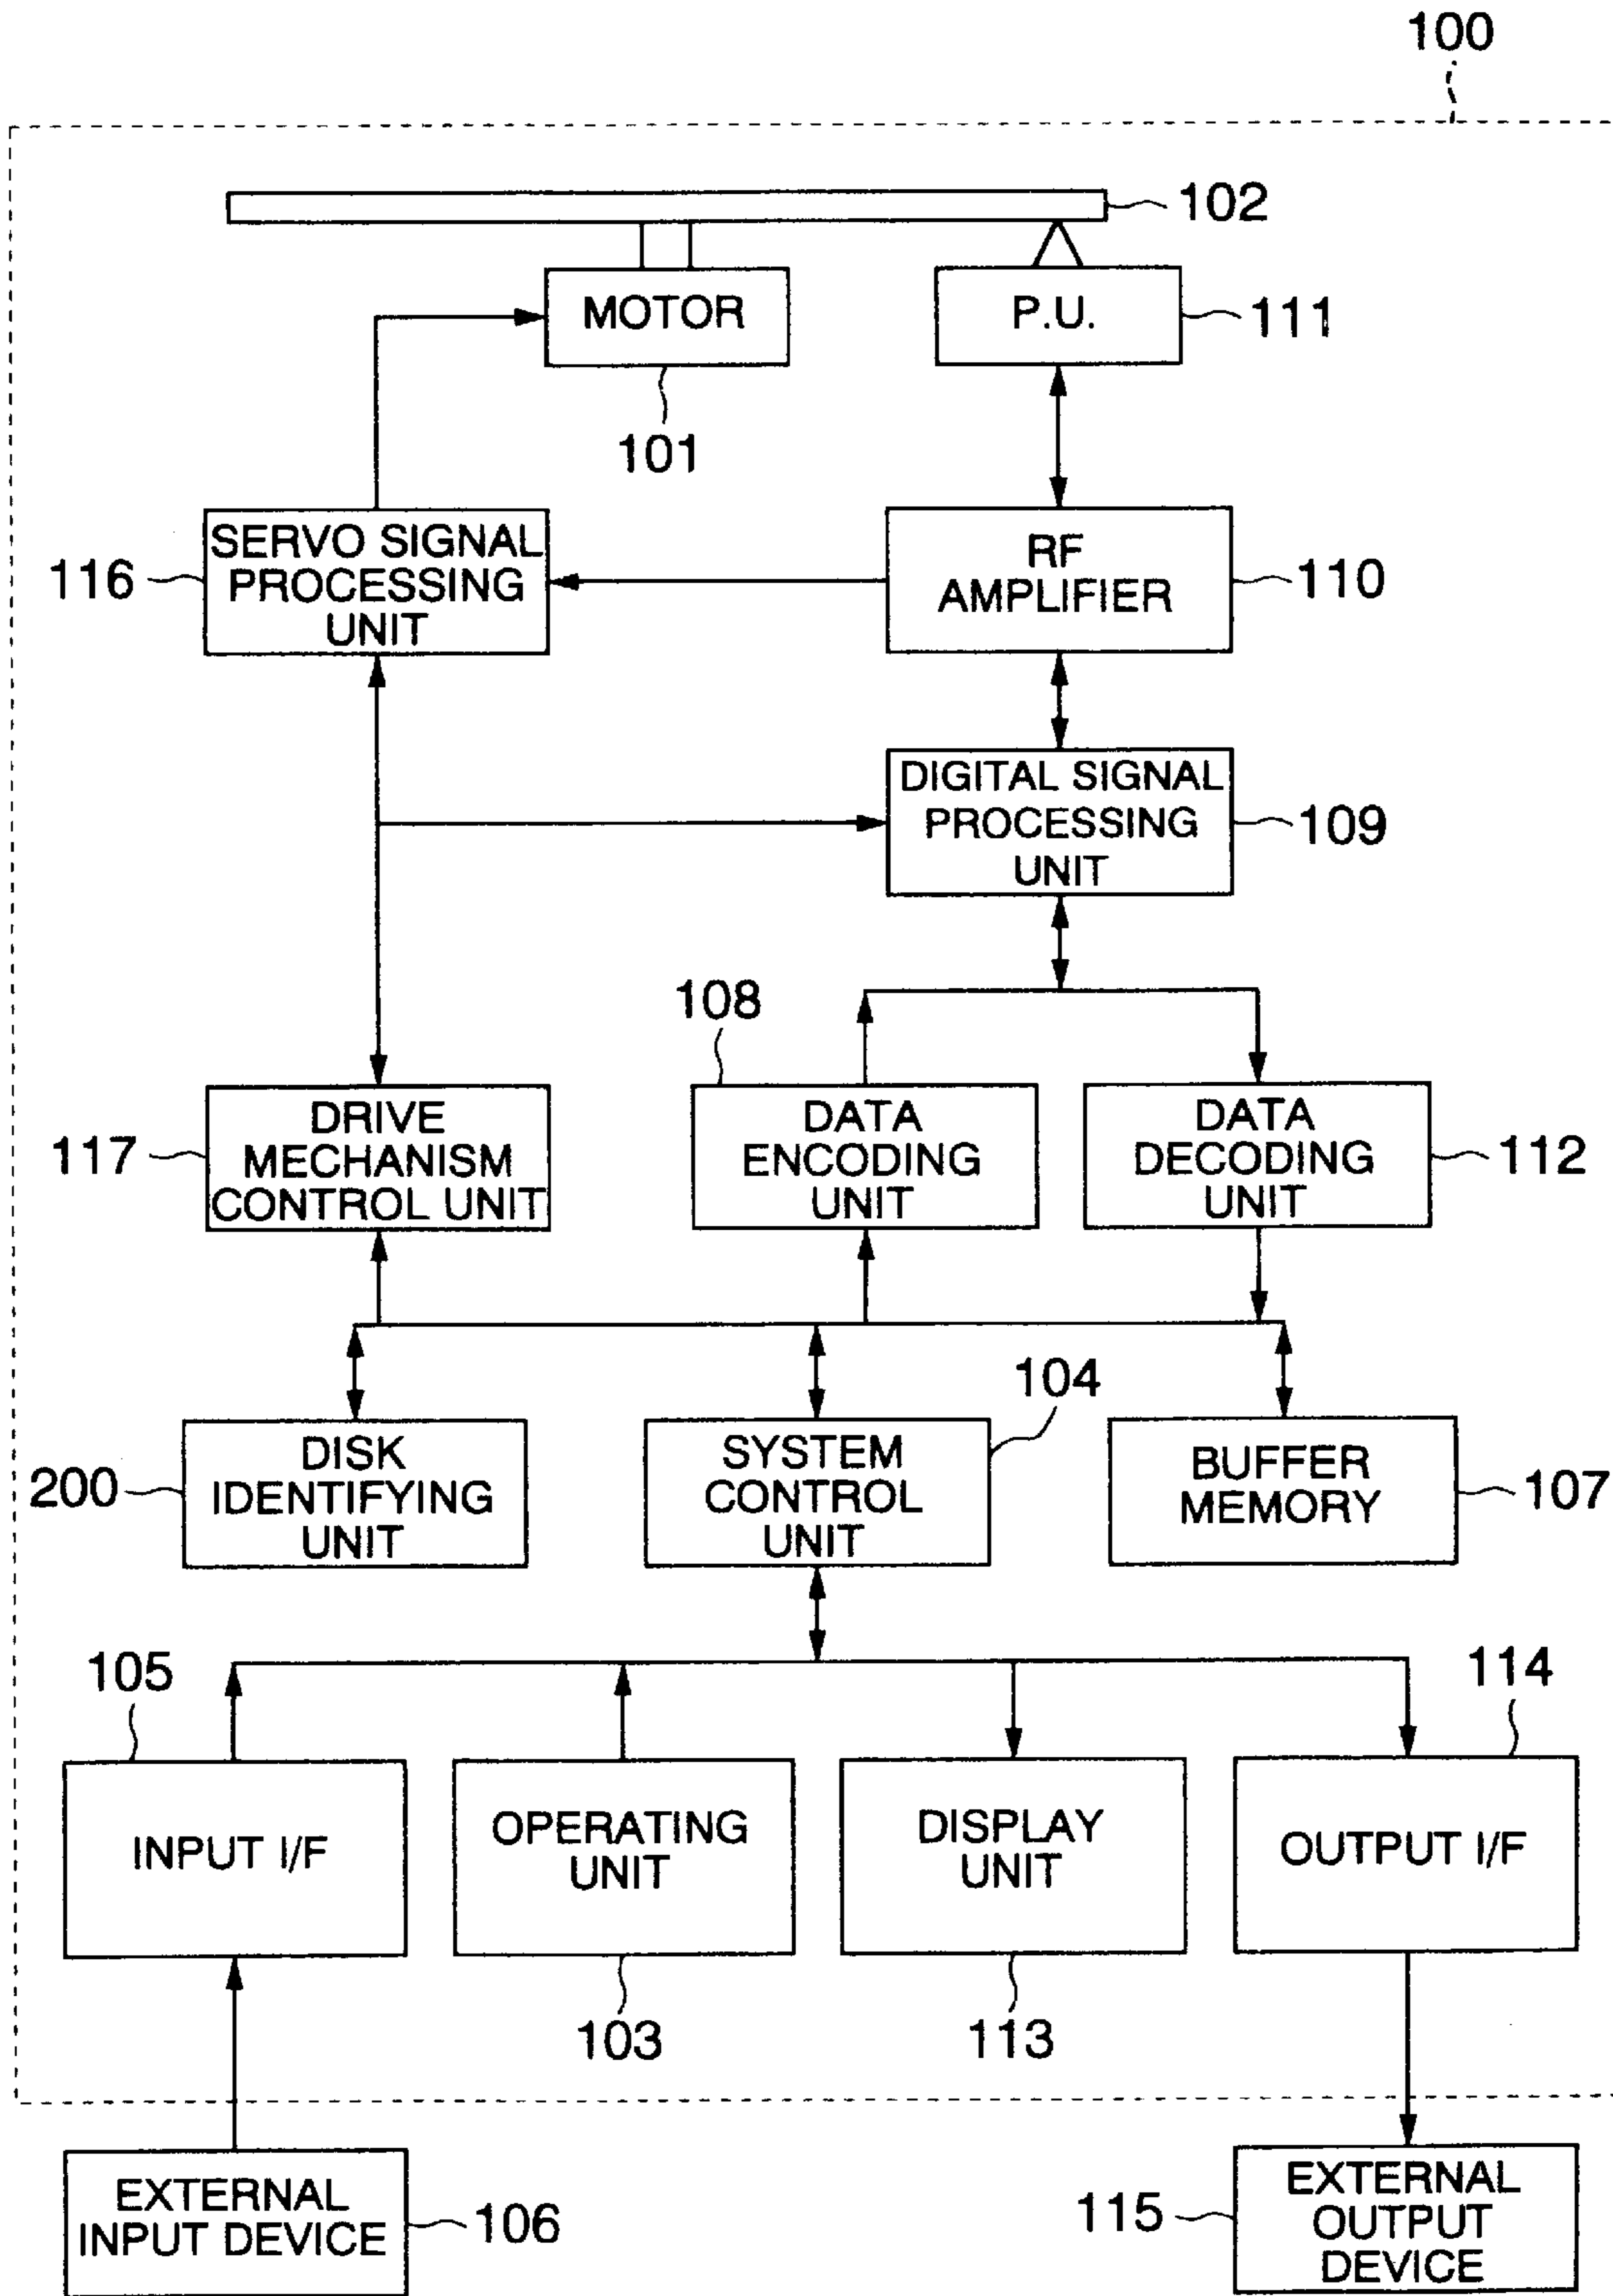 100
102
MOTOR
P.U.
111
101
SERVO SIGNAL
PROCESSING
UNIT
116
RF
AMPLIFIER
110
DIGITAL SIGNAL
PROCESSING
UNIT
109
108
DRIVE
MECHANISM
CONTROL UNIT
117
DATA
ENCODING
UNIT
DATA
DECODING
UNIT
112
104
DISK
IDENTIFYING
UNIT
200
SYSTEM
CONTROL
UNIT
BUFFER
MEMORY
107
105
114
INPUT I/F
OPERATING
UNIT
DISPLAY
UNIT
OUTPUT I/F
103
113
EXTERNAL
INPUT DEVICE
106
115
EXTERNAL
OUTPUT
DEVICE